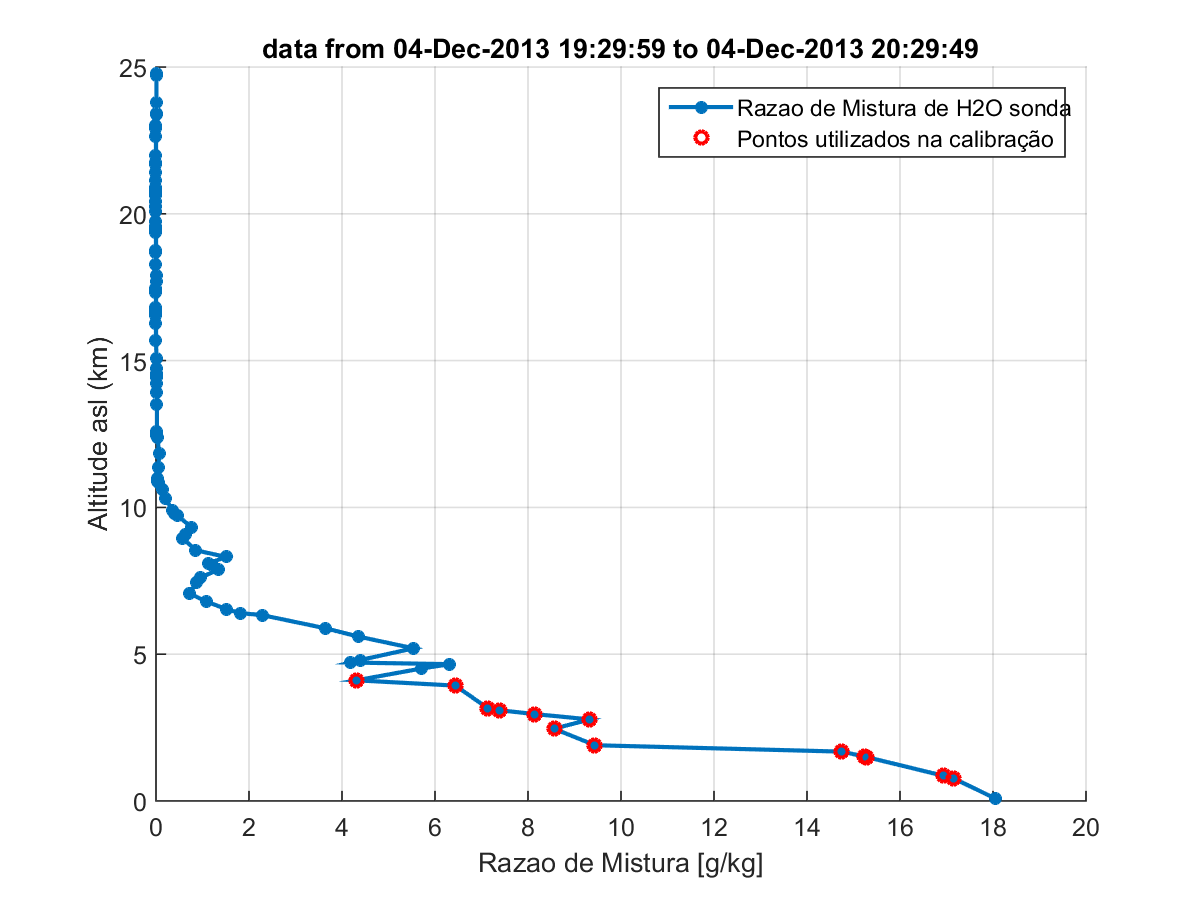 data from 04-Dec-2013 19:29:59 to 04-Dec-2013 20:29:49
Razao de Mistura de H2O sonda
Pontos utilizados na calibração
Altitude asl (km)
25
20
15
10
5
0
0 2 4 6 8 10 12 14 16 18 20
Razao de Mistura [g/kg]